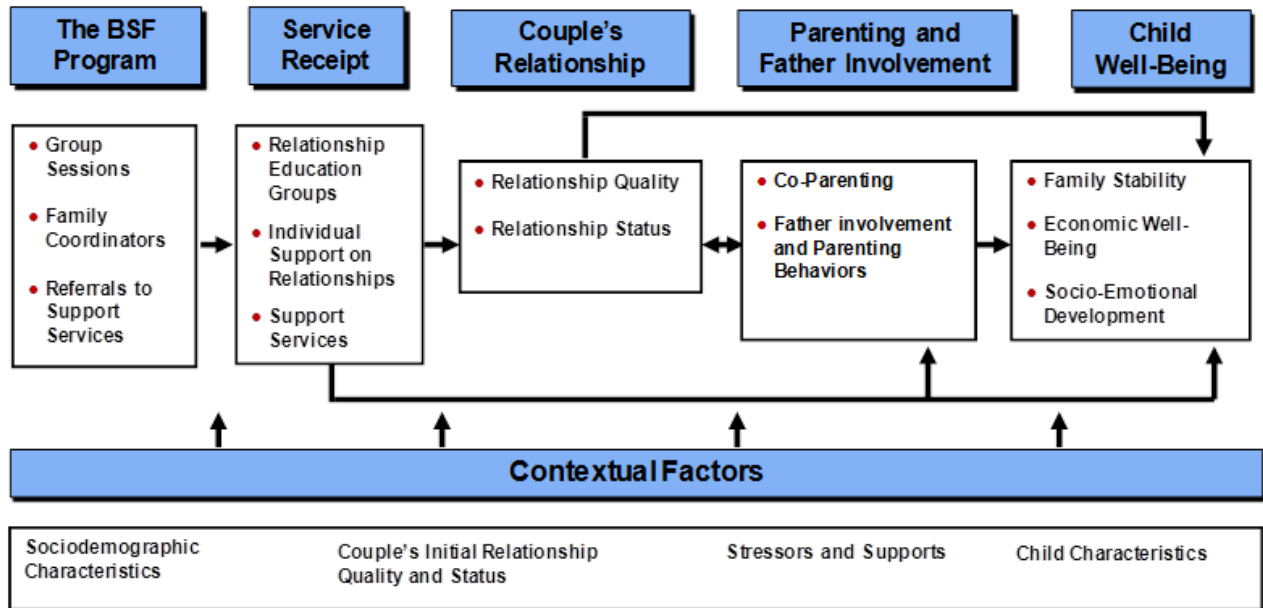 The BSF
Program
Service
Receipt
Couple's
Relationship
Parenting and
Father Involvement
Child
Well-Being
• Group
Sessions
• Family
Coordinators
• Referrals to
Support
Services
• Relationship
Education
Groups
• Individual
Support on
Relationships
• Support
Services
• Relationship Quality
• Relationship Status
• Co-Parenting
• Father involvement
and Parenting
Behaviors
• Family Stability
• Economic Well-
Being
• Socio-Emotional
Development
Contextual Factors
Sociodemographic
Characteristics
Couple's Initial Relationship
Quality and Status
Stressors and Supports
Child Characteristics